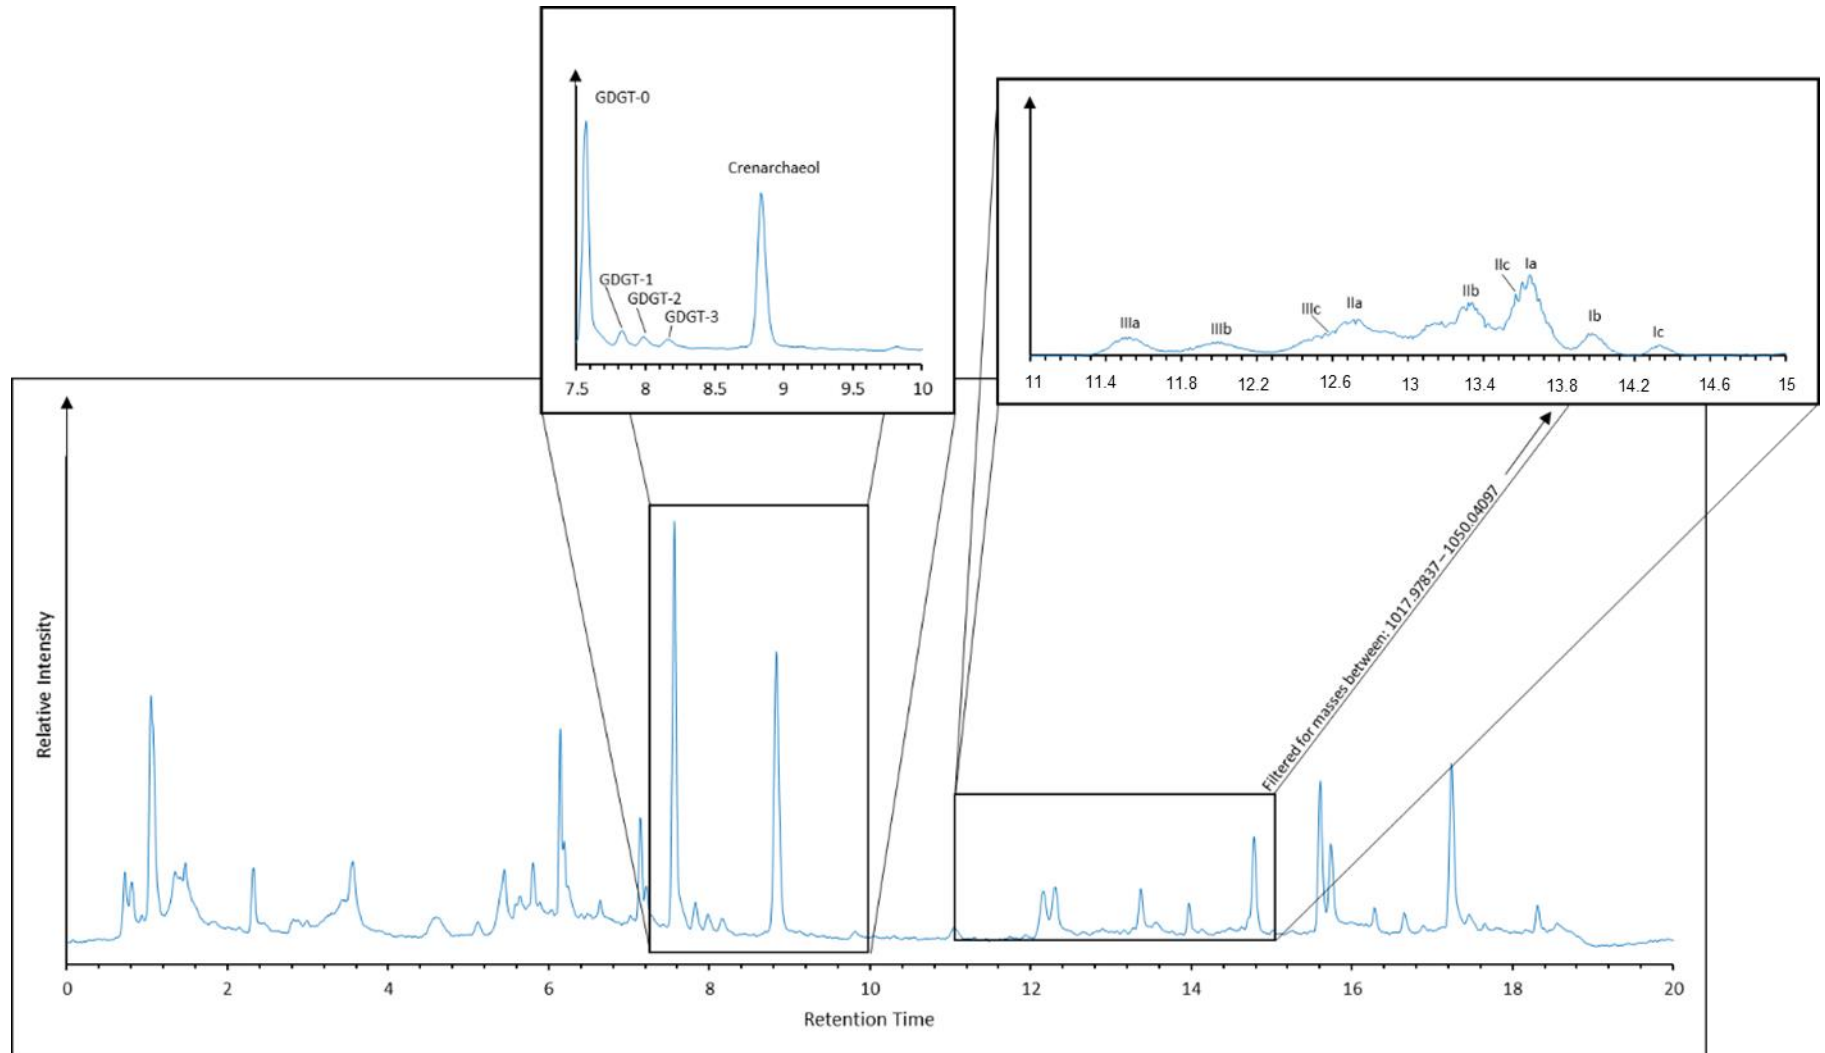 GDGT-0
Crenarchaeol
GDGT-1
GDGT-2
GDGT-3
7.5 8 8.5 9 9.5 10
IIc Ia
IIb
IIIc IIa
IIIa IIIb Ib Ic
11 11.4 11.8 12.2 12.6 13 13.4 13.8 14.2 14.6 15
Filtered for masses between: 1017.97837 – 1050.04097
Relative Intensity
0 2 4 6 8 10 12 14 16 18 20
Retention Time